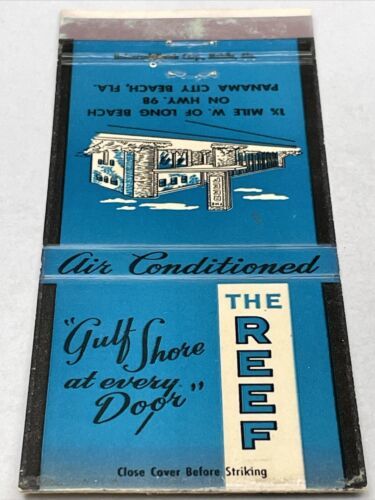 1½ MILE W. OF LONG BEACH
ON HWY. 98
PANAMA CITY BEACH, FLA.
Air Conditioned
"Gulf Shore
at every
Door"
THE
REEF
Close Cover Before Striking